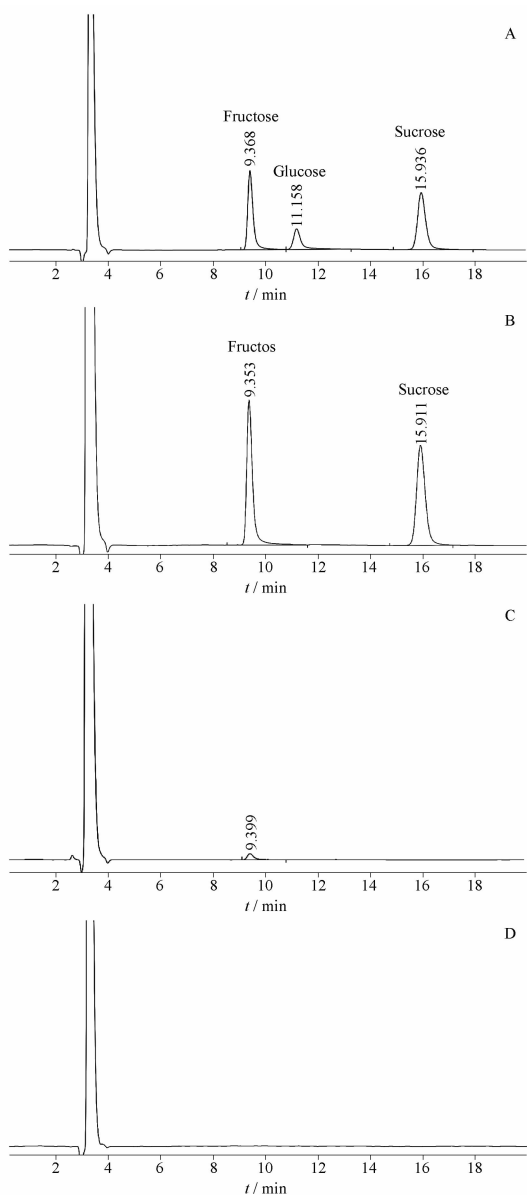 A
Fructose
9.368
Glucose
11.158
Sucrose
15.936
2 4 6 8 10 12 14 16 18
t / min
B
Fructos
9.353
Sucrose
15.911
2 4 6 8 10 12 14 16 18
t / min
C
9.399
2 4 6 8 10 12 14 16 18
t / min
D
2 4 6 8 10 12 14 16 18
t / min